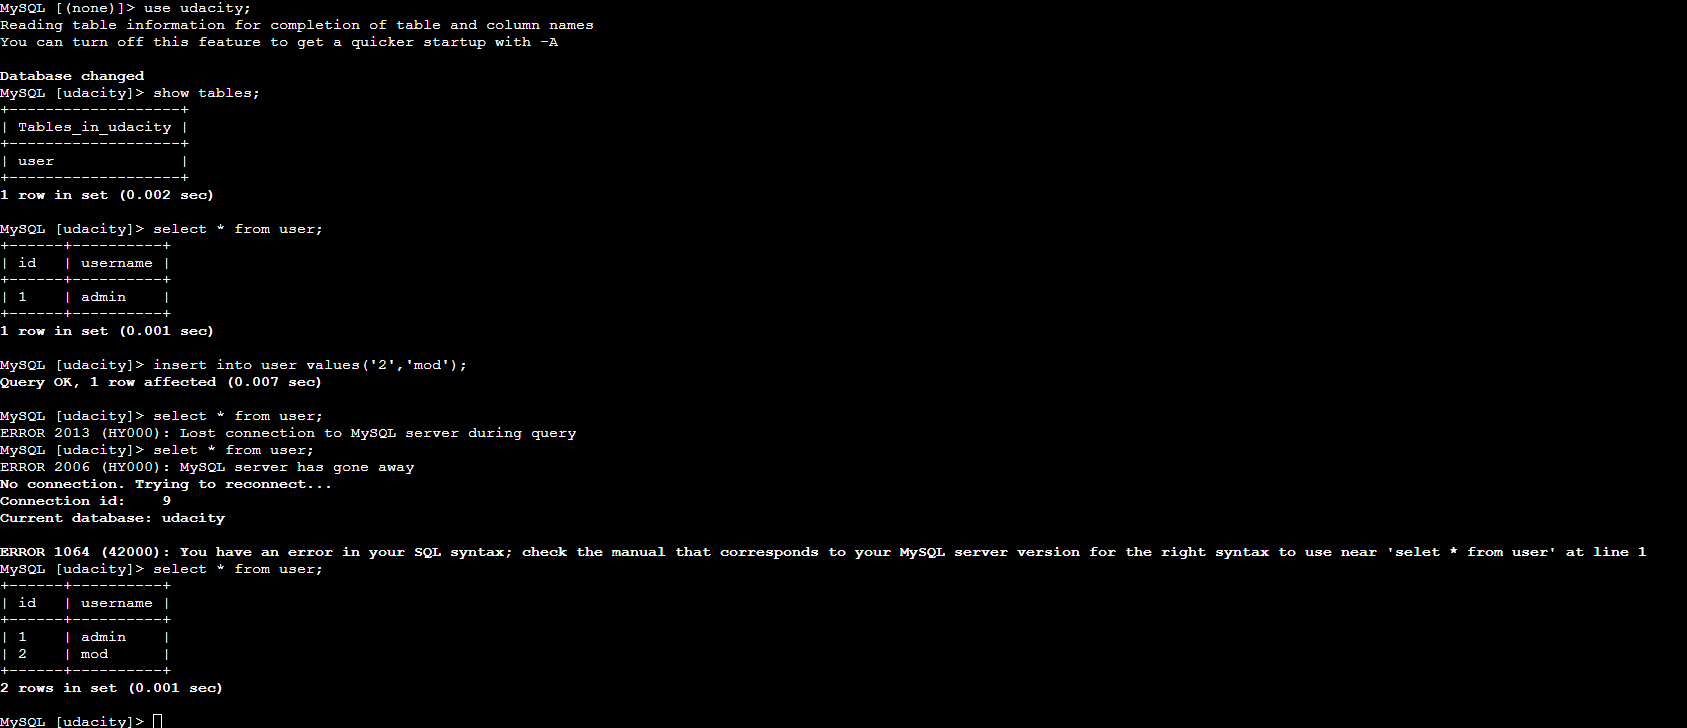 MySQL [(none)]> use udacity;
Reading table information for completion of table and column names
You can turn off this feature to get a quicker startup with -A
Database changed
MySQL [udacity]> show tables;
+-------------------+
| Tables_in_udacity |
+-------------------+
| user              |
+-------------------+
1 row in set (0.002 sec)
MySQL [udacity]> select * from user;
+------+----------+
| id   | username |
+------+----------+
| 1    | admin    |
+------+----------+
1 row in set (0.001 sec)
MySQL [udacity]> insert into user values('2','mod');
Query OK, 1 row affected (0.007 sec)
MySQL [udacity]> select * from user;
ERROR 2013 (HY000): Lost connection to MySQL server during query
MySQL [udacity]> selet * from user;
ERROR 2006 (HY000): MySQL server has gone away
No connection. Trying to reconnect...
Connection id:    9
Current database: udacity
ERROR 1064 (42000): You have an error in your SQL syntax; check the manual that corresponds to your MySQL server version for the right syntax to use near 'selet * from user' at line 1
MySQL [udacity]> select * from user;
+------+----------+
| id   | username |
+------+----------+
| 1    | admin    |
| 2    | mod      |
+------+----------+
2 rows in set (0.001 sec)
MySQL [udacity]>